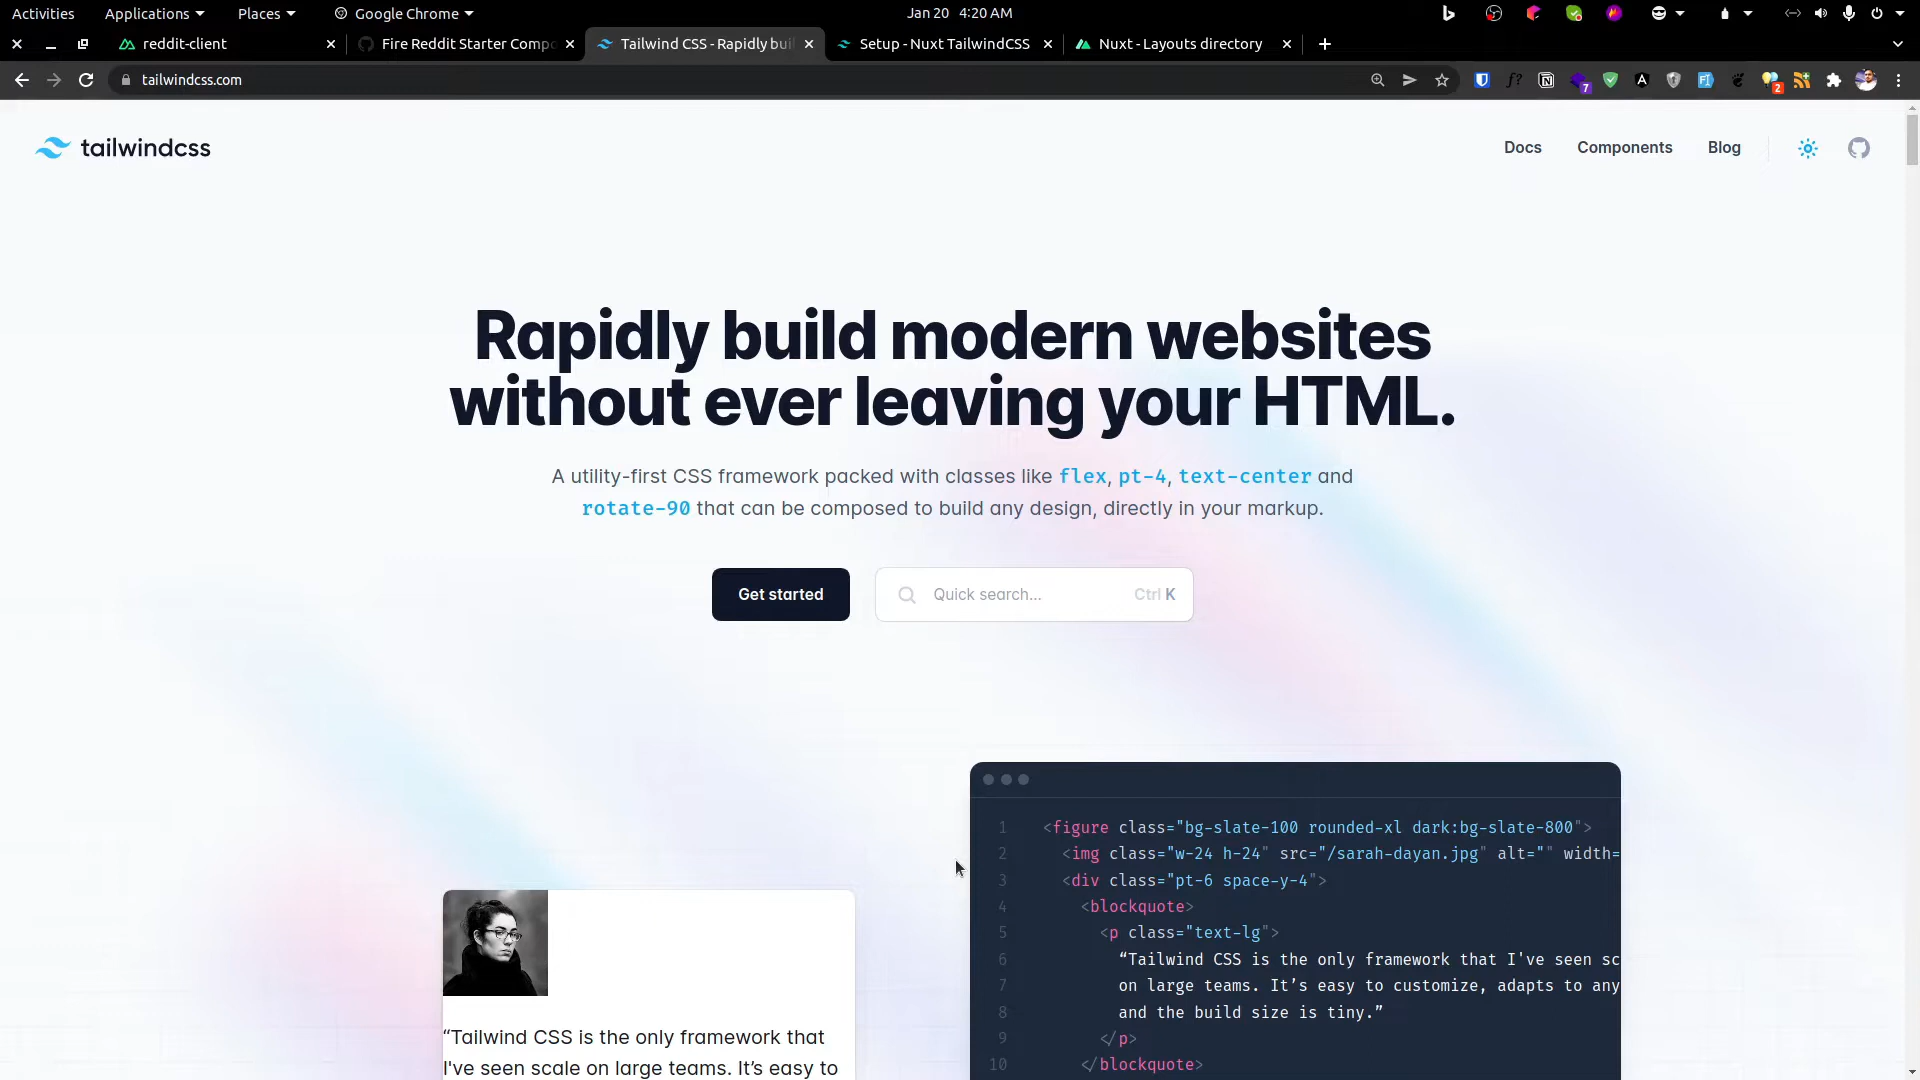 Activities Applications Places Google Chrome Jan 20 4:20 AM
reddit-client Fire Reddit Starter Compo Tailwind CSS - Rapidly bui Setup - Nuxt TailwindCSS Nuxt - Layouts directory
tailwindcss.com 7 2
tailwindcss Docs Components Blog
Rapidly build modern websites
without ever leaving your HTML.
A utility-first CSS framework packed with classes like flex, pt-4, text-center and
rotate-90 that can be composed to build any design, directly in your markup.
Get started Quick search... Ctrl K
1 <figure class="bg-slate-100 rounded-xl dark:bg-slate-800">
2 <img class="w-24 h-24" src="/sarah-dayan.jpg" alt="" width=
3 <div class="pt-6 space-y-4">
4 <blockquote>
5 <p class="text-lg">
6 “Tailwind CSS is the only framework that I've seen sc
7 on large teams. It’s easy to customize, adapts to any
8 and the build size is tiny.”
9 </p>
10 </blockquote>
“Tailwind CSS is the only framework that
I've seen scale on large teams. It’s easy to